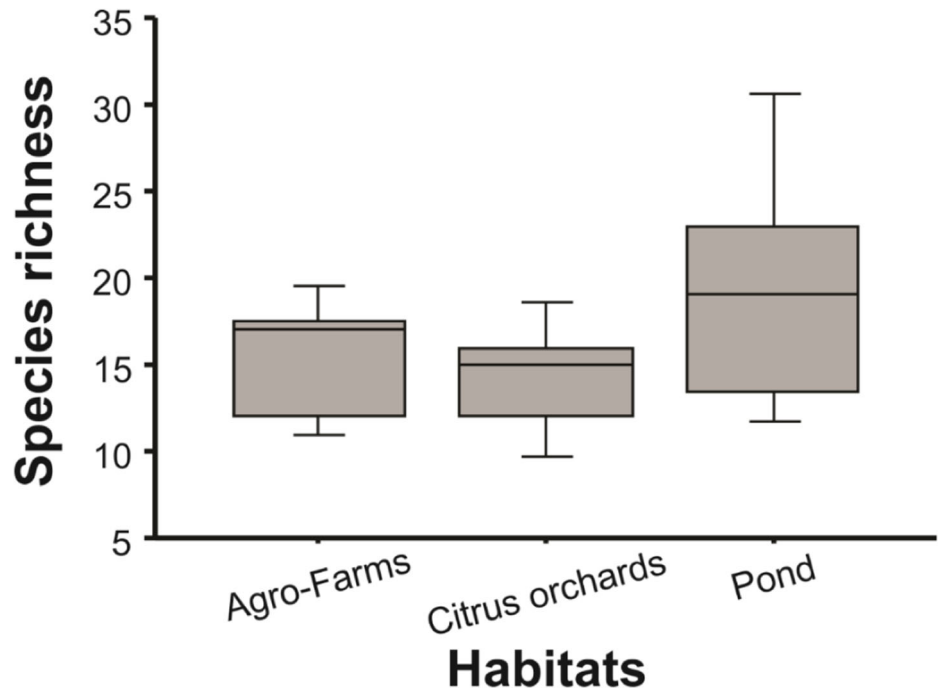 Species richness
35
30
25
20
15
10
5
Agro-Farms
Citrus orchards
Pond
Habitats